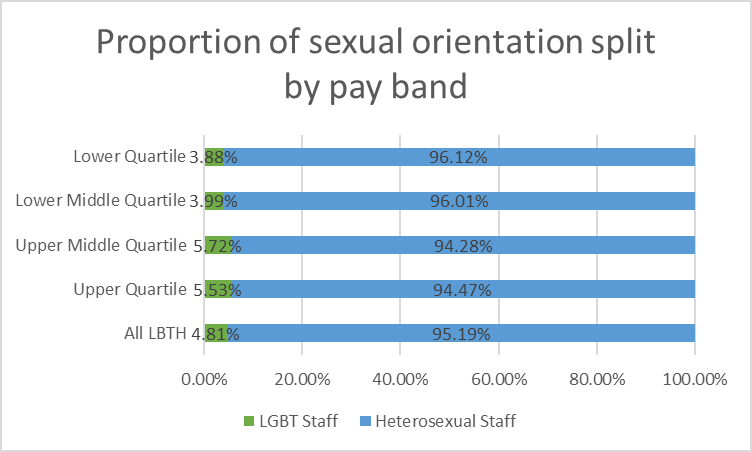 Proportion of sexual orientation split
by pay band
Lower Quartile 3.88% 96.12%
Lower Middle Quartile 3.99% 96.01%
Upper Middle Quartile 5.72% 94.28%
Upper Quartile 5.53% 94.47%
All LBTH 4.81% 95.19%
0.00% 20.00% 40.00% 60.00% 80.00% 100.00%
LGBT Staff Heterosexual Staff